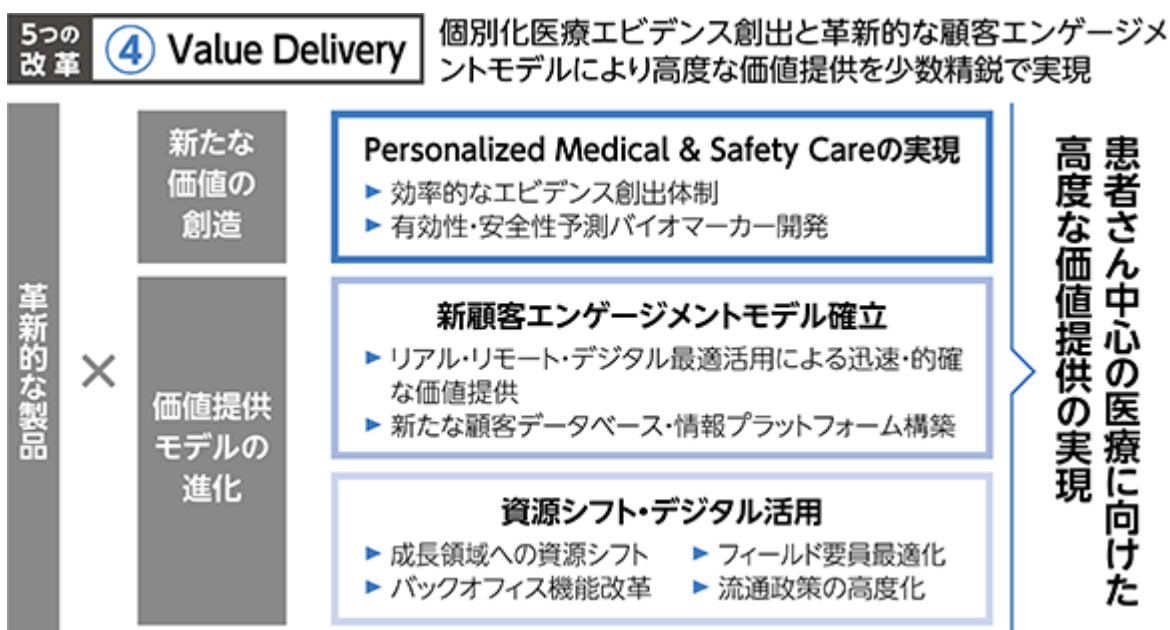 5つの
改革
④ Value Delivery
個別化医療エビデンス創出と革新的な顧客エンゲージメ
ントモデルにより高度な価値提供を少数精鋭で実現
革新的な製品
×
新たな
価値の
創造
Personalized Medical & Safety Careの実現
▶ 効率的なエビデンス創出体制
▶ 有効性・安全性予測バイオマーカー開発
価値提供
モデルの
進化
新顧客エンゲージメントモデル確立
▶ リアル・リモート・デジタル最適活用による迅速・的確
な価値提供
▶ 新たな顧客データベース・情報プラットフォーム構築
資源シフト・デジタル活用
▶ 成長領域への資源シフト ▶ フィールド要員最適化
▶ バックオフィス機能改革 ▶ 流通政策の高度化
患者さん中心の医療に向けた
高度な価値提供の実現